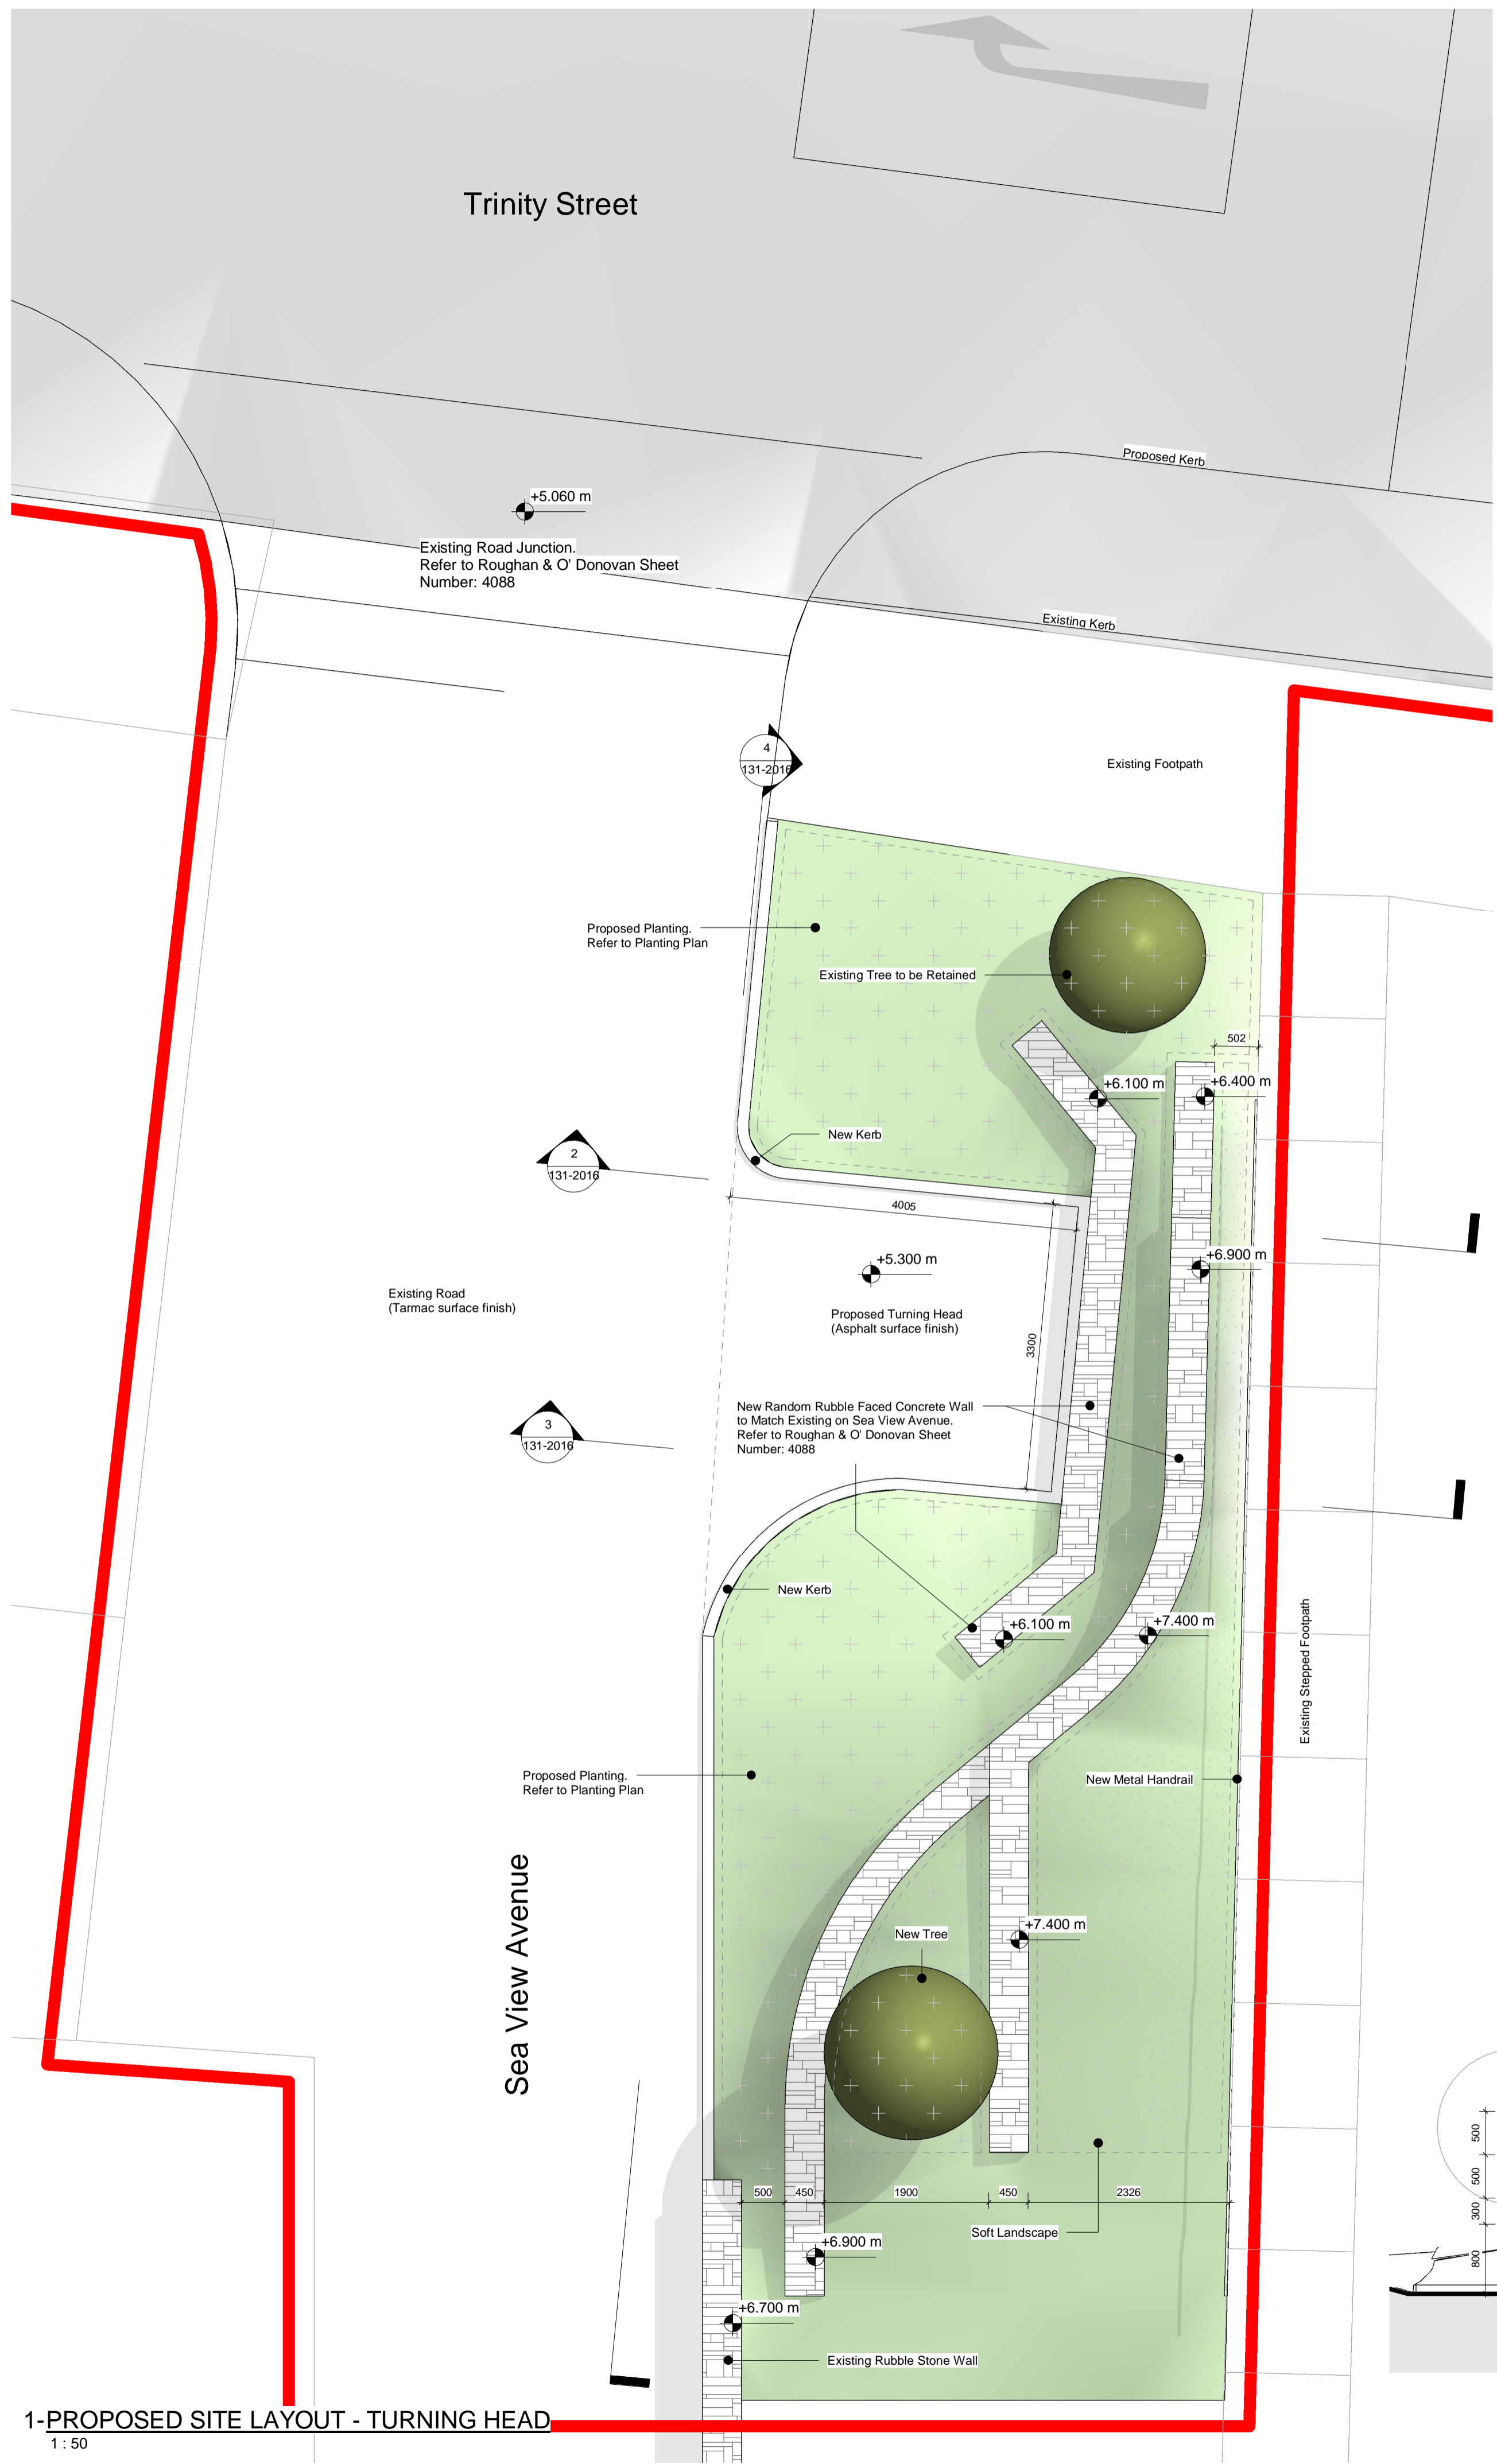 Trinity Street
Proposed Kerb
+5.060 m
Existing Road Junction.
Refer to Roughan & O' Donovan Sheet
Number: 4088
Existing Kerb
4
131-2016
Existing Footpath
Proposed Planting.
Refer to Planting Plan
Existing Tree to be Retained
502
+6.100 m
+6.400 m
New Kerb
2
131-2016
4005
+5.300 m
+6.900 m
Existing Road
(Tarmac surface finish)
Proposed Turning Head
(Asphalt surface finish)
3300
New Random Rubble Faced Concrete Wall
to Match Existing on Sea View Avenue.
Refer to Roughan & O' Donovan Sheet
Number: 4088
3
131-2016
New Kerb
+6.100 m
+7.400 m
Existing Stepped Footpath
Proposed Planting.
Refer to Planting Plan
New Metal Handrail
Sea View Avenue
New Tree
+7.400 m
500
500
300
800
500
450
1900
450
2326
Soft Landscape
+6.900 m
+6.700 m
Existing Rubble Stone Wall
1-PROPOSED SITE LAYOUT - TURNING HEAD
1 : 50